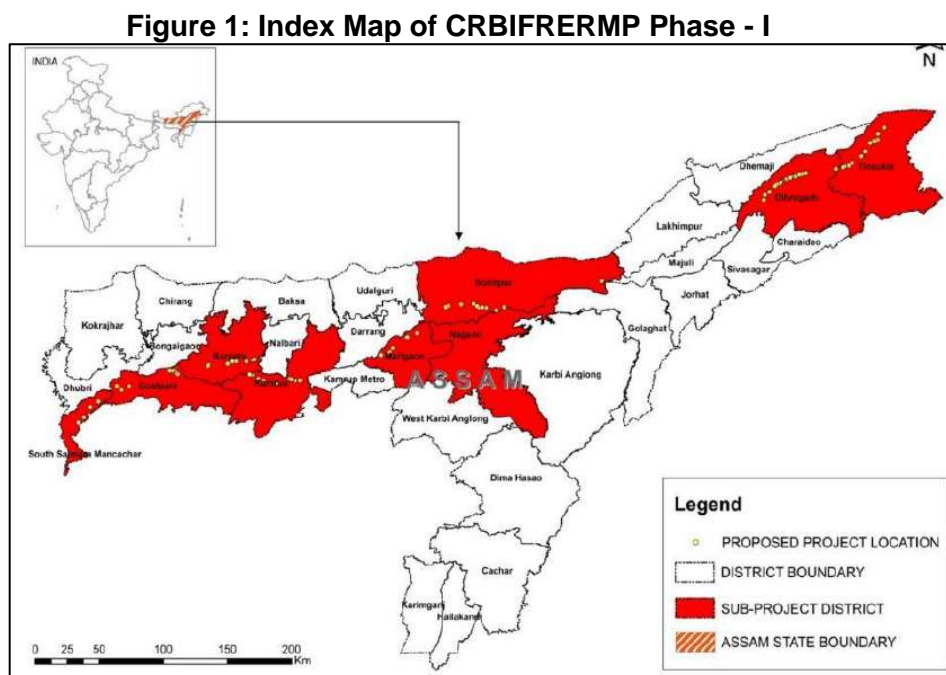 Figure 1: Index Map of CRBIFRERMP Phase - I
INDIA
N
Dhemaji
Tinsukia
Dibrugarh
Lakhimpur
Charaideo
Majuli
Sivasagar
Jorhat
Sonitpur
Udalguri
Baksa
Chirang
Kokrajhar
Bongaigaon
Barpeta
Nalbari
Darrang
Nagaon
Golaghat
Morigaon
Dhubri
Goalpara
Kamrup
Kamrup Metro
ASSAM
Karbi Anglong
West Karbi Anglong
South Salmara Mancachar
Dima Hasao
Cachar
Karimganj
Hailakandi
Legend
PROPOSED PROJECT LOCATION
DISTRICT BOUNDARY
SUB-PROJECT DISTRICT
ASSAM STATE BOUNDARY
0 25 50 100 150 200
Km